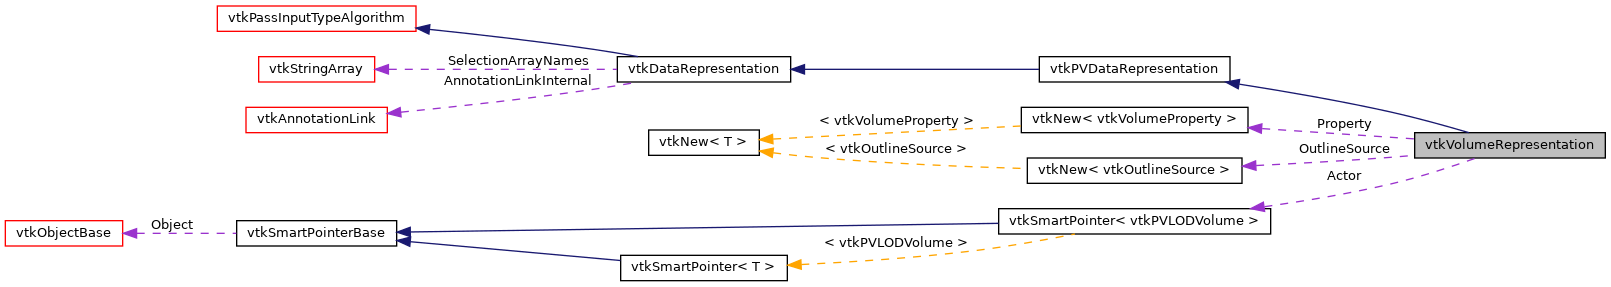 vtkPassInputTypeAlgorithm
vtkStringArray
SelectionArrayNames
vtkDataRepresentation
vtkPVDataRepresentation
AnnotationLinkInternal
vtkAnnotationLink
< vtkVolumeProperty >
vtkNew< vtkVolumeProperty >
Property
vtkNew< T >
< vtkOutlineSource >
OutlineSource
vtkVolumeRepresentation
vtkNew< vtkOutlineSource >
Actor
vtkSmartPointer< vtkPVLODVolume >
vtkObjectBase
Object
vtkSmartPointerBase
< vtkPVLODVolume >
vtkSmartPointer< T >